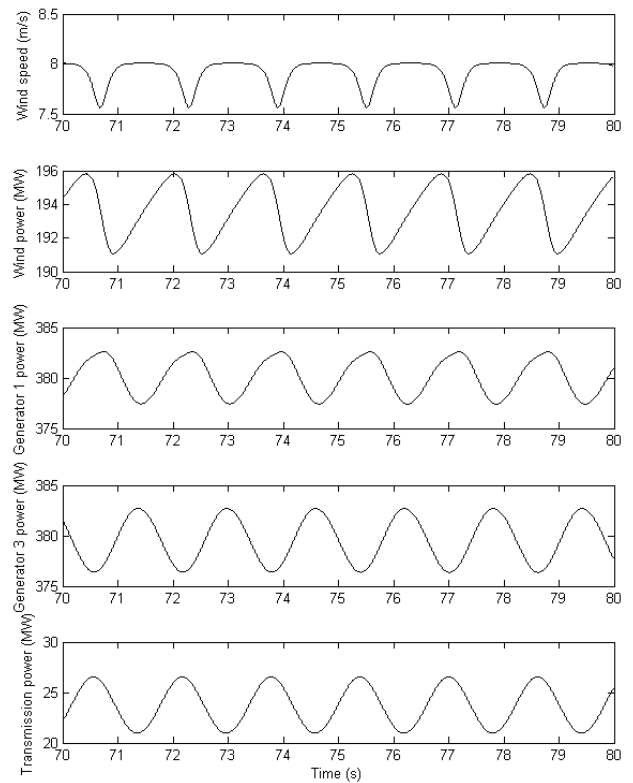 Wind speed (m/s)
8.5
8
7.5
70 71 72 73 74 75 76 77 78 79 80
Wind power (MW)
196
194
192
190
70 71 72 73 74 75 76 77 78 79 80
Generator 1 power (MW)
385
380
375
70 71 72 73 74 75 76 77 78 79 80
Generator 3 power (MW)
385
380
375
70 71 72 73 74 75 76 77 78 79 80
Transmission power (MW)
30
25
20
70 71 72 73 74 75 76 77 78 79 80
Time (s)